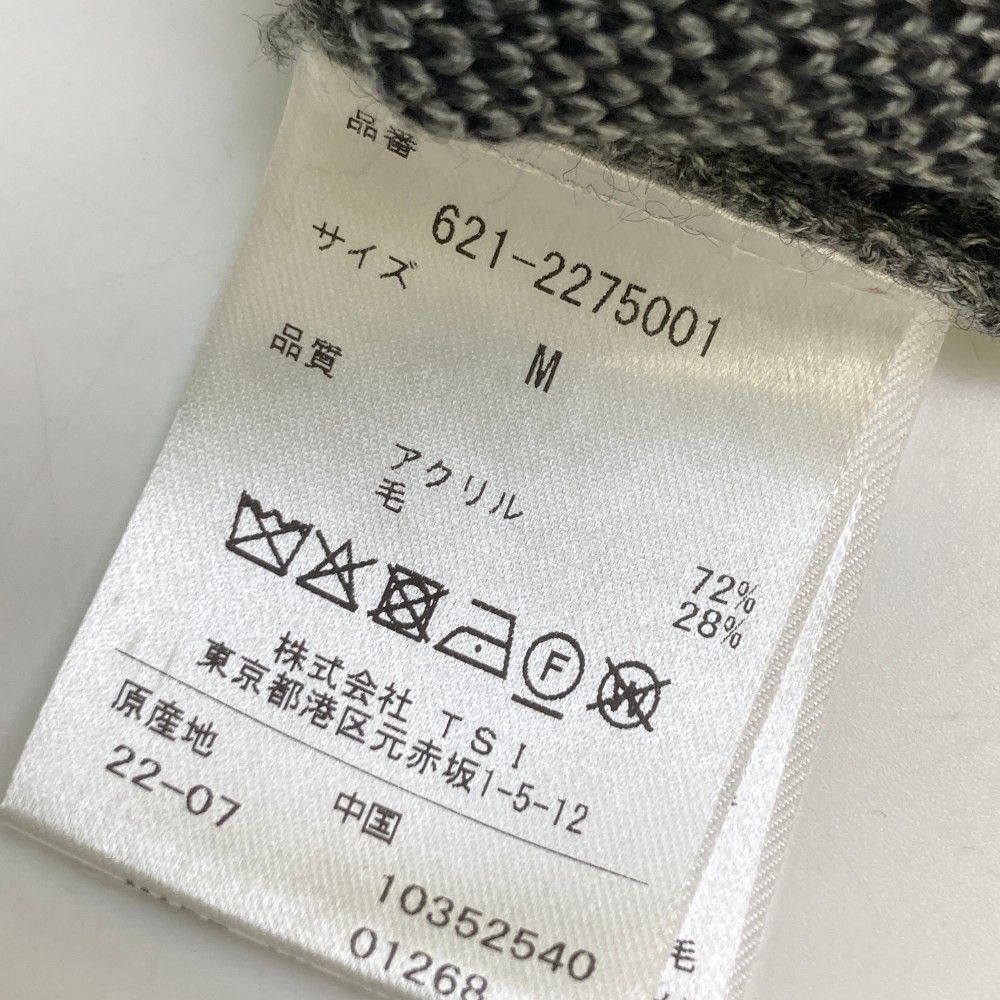 品番
621-2275001
サイズ
M
品質
アクリル 72%
毛 28%
F
W
株式会社 TSI
東京都港区元赤坂1-5-12
原産地
中国
22-07
10352540
01268
毛